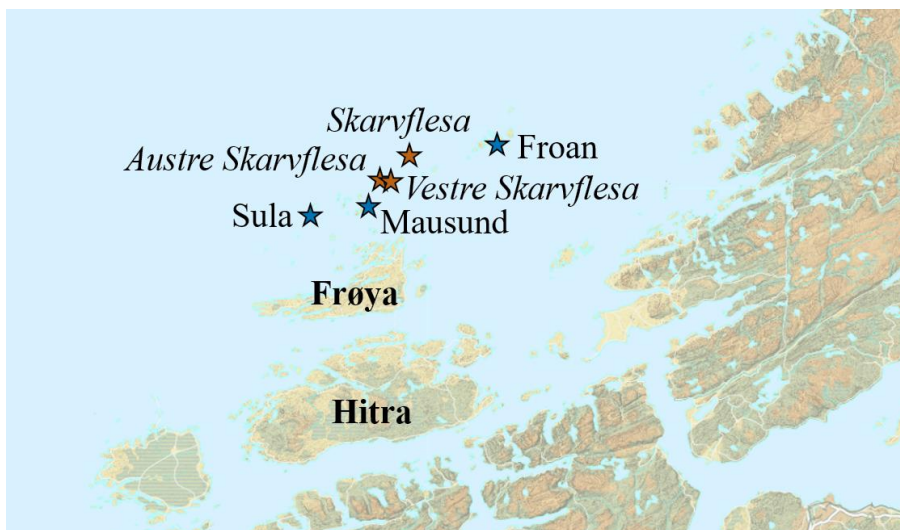 Skarvflesa
Froan
Austre Skarvflesa
Vestre Skarvflesa
Sula
Mausund
Frøya
Hitra